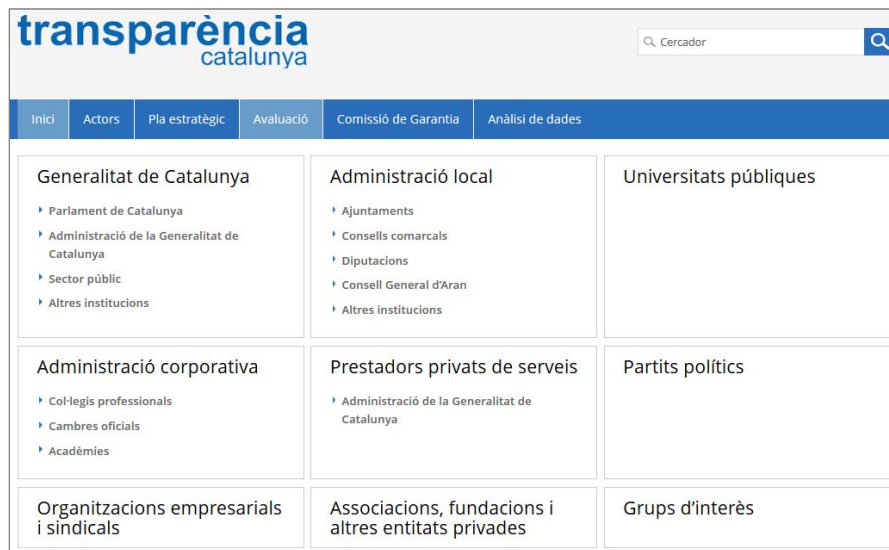 transparència
catalunya
Cercador
Inici Actors Pla estratègic Avaluació Comissió de Garantia Anàlisi de dades
Generalitat de Catalunya
Parlament de Catalunya
Administració de la Generalitat de
Catalunya
Sector públic
Altres institucions
Administració local
Ajuntaments
Consells comarcals
Diputacions
Consell General d'Aran
Altres institucions
Universitats públiques
Administració corporativa
Col·legis professionals
Cambres oficials
Acadèmies
Prestadors privats de serveis
Administració de la Generalitat de
Catalunya
Partits polítics
Organitzacions empresarials
i sindicals
Associacions, fundacions i
altres entitats privades
Grups d'interès